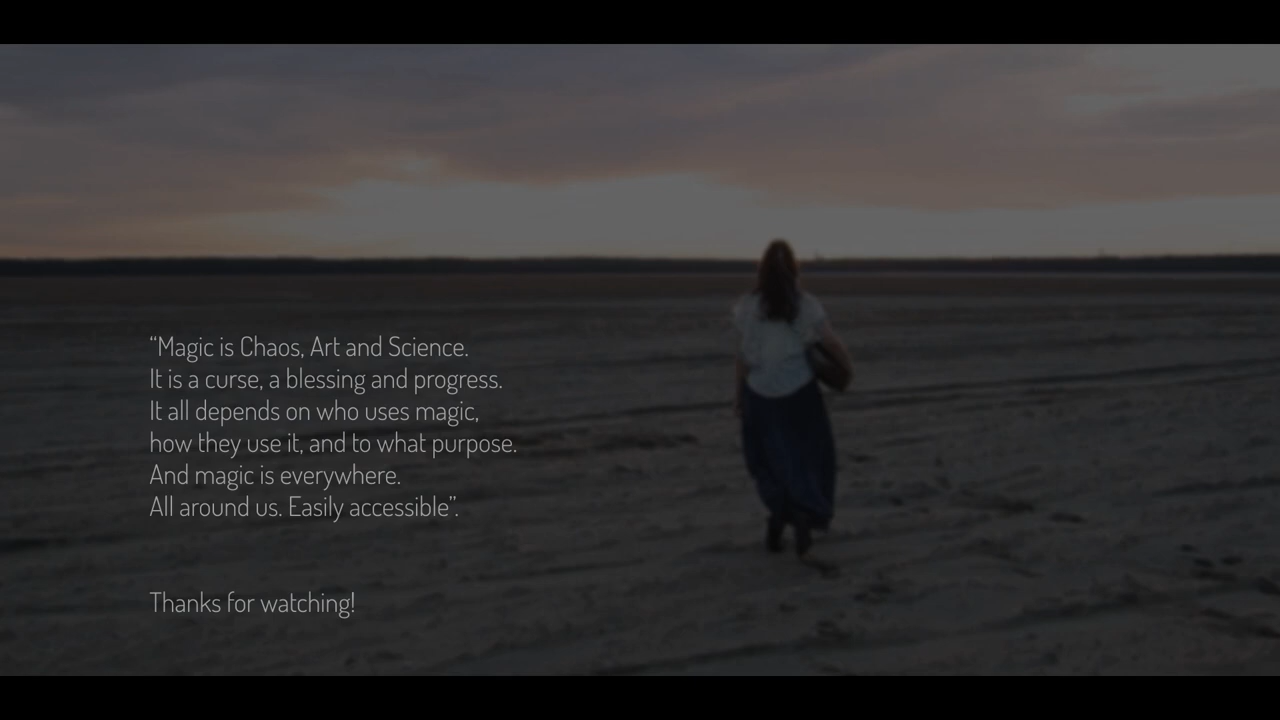 “Magic is Chaos, Art and Science.
It is a curse, a blessing and progress.
It all depends on who uses magic,
how they use it, and to what purpose.
And magic is everywhere.
All around us. Easily accessible”.
Thanks for watching!